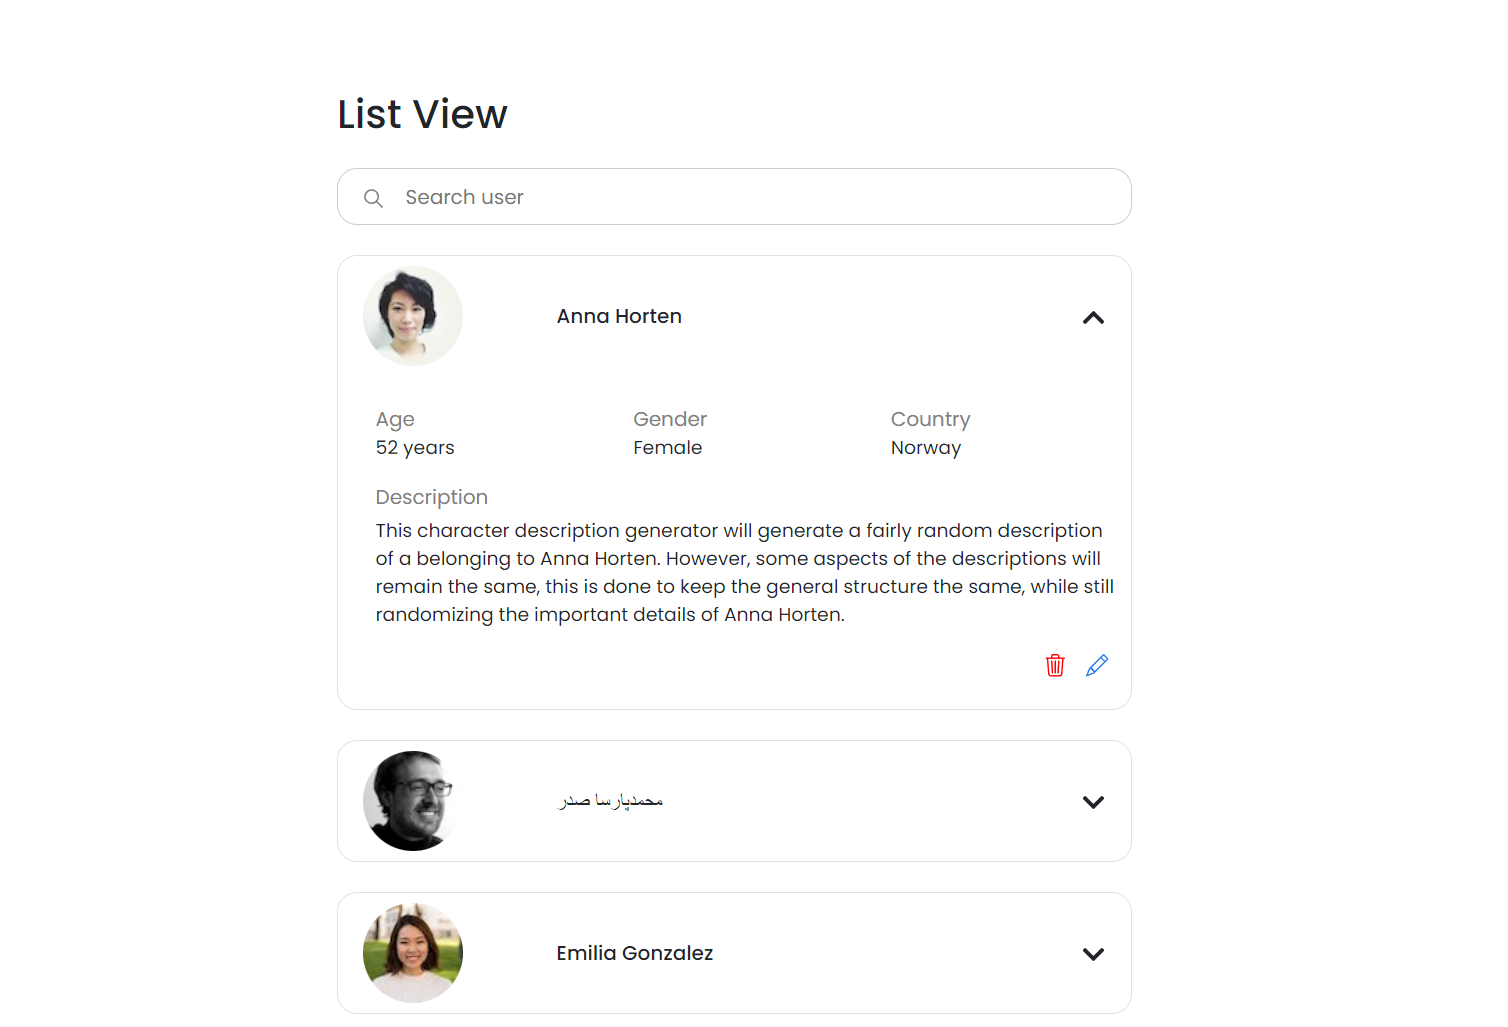 List View
Search user
Anna Horten
Age
Gender
Country
52 years
Female
Norway
Description
This character description generator will generate a fairly random description
of a belonging to Anna Horten. However, some aspects of the descriptions will
remain the same, this is done to keep the general structure the same, while still
randomizing the important details of Anna Horten.
محمدپارسا صدر
Emilia Gonzalez